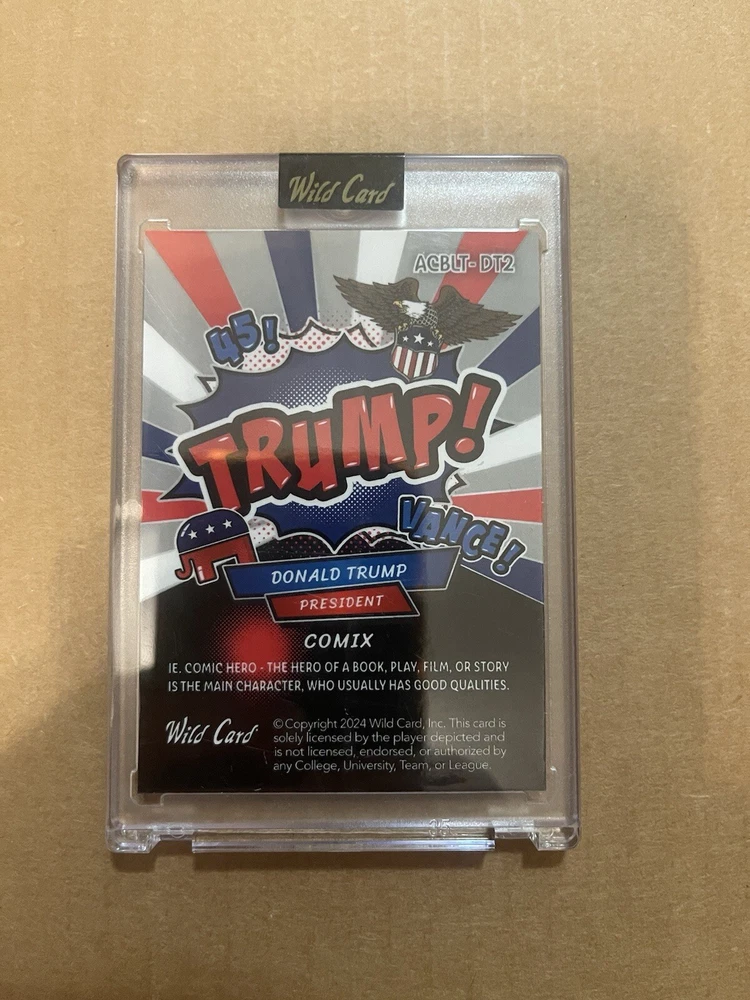 Wild Card
ACBLT- DT2
45!
TRUMP!
VANCE!
DONALD TRUMP
PRESIDENT
COMIX
IE. COMIC HERO - THE HERO OF A BOOK, PLAY, FILM, OR STORY
IS THE MAIN CHARACTER, WHO USUALLY HAS GOOD QUALITIES.
Wild Card
© Copyright 2024 Wild Card, Inc. This card is
solely licensed by the player depicted and
is not licensed, endorsed, or authorized by
any College, University, Team, or League.